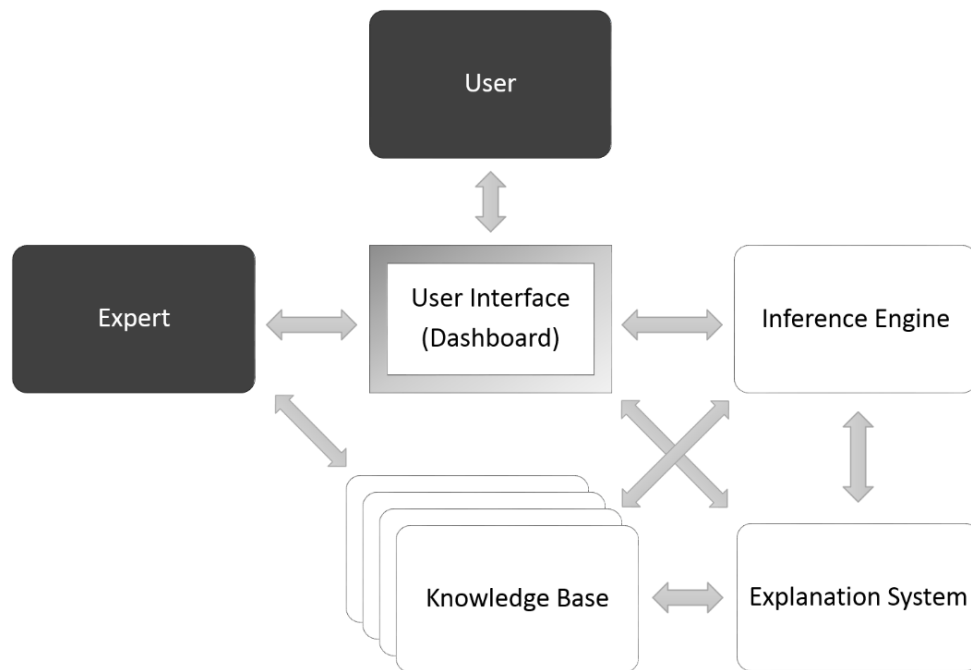 User
Expert
User Interface
(Dashboard)
Inference Engine
Knowledge Base
Explanation System